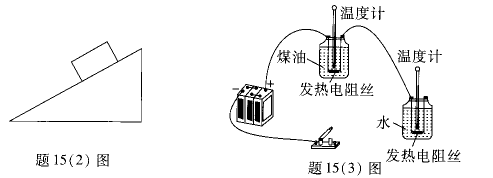 温度计
煤油
发热电阻丝
温度计
水
发热电阻丝
- +
题15(2)图
题15(3)图